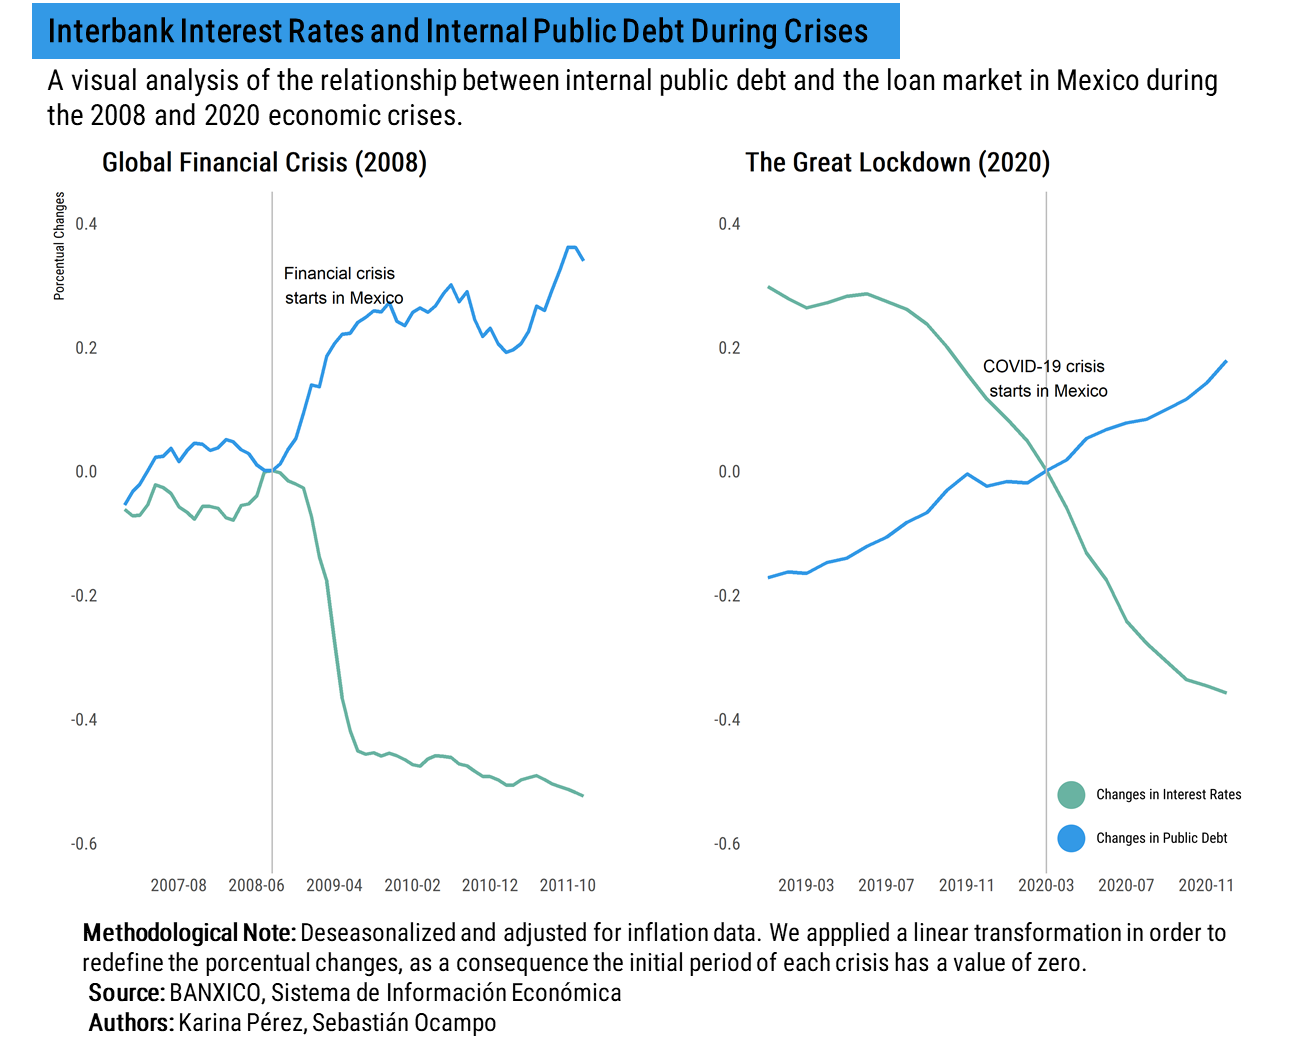 Interbank Interest Rates and Internal Public Debt During Crises
A visual analysis of the relationship between internal public debt and the loan market in Mexico during
the 2008 and 2020 economic crises.
Global Financial Crisis (2008)
Porcentual Changes
0.4
0.2
0.0
-0.2
-0.4
-0.6
Financial crisis
starts in Mexico
2007-08 2008-06 2009-04 2010-02 2010-12 2011-10
The Great Lockdown (2020)
0.4
0.2
0.0
-0.2
-0.4
-0.6
COVID-19 crisis
starts in Mexico
Changes in Interest Rates
Changes in Public Debt
2019-03 2019-07 2019-11 2020-03 2020-07 2020-11
Methodological Note: Deseasonalized and adjusted for inflation data. We appplied a linear transformation in order to
redefine the porcentual changes, as a consequence the initial period of each crisis has a value of zero.
Source: BANXICO, Sistema de Información Económica
Authors: Karina Pérez, Sebastián Ocampo